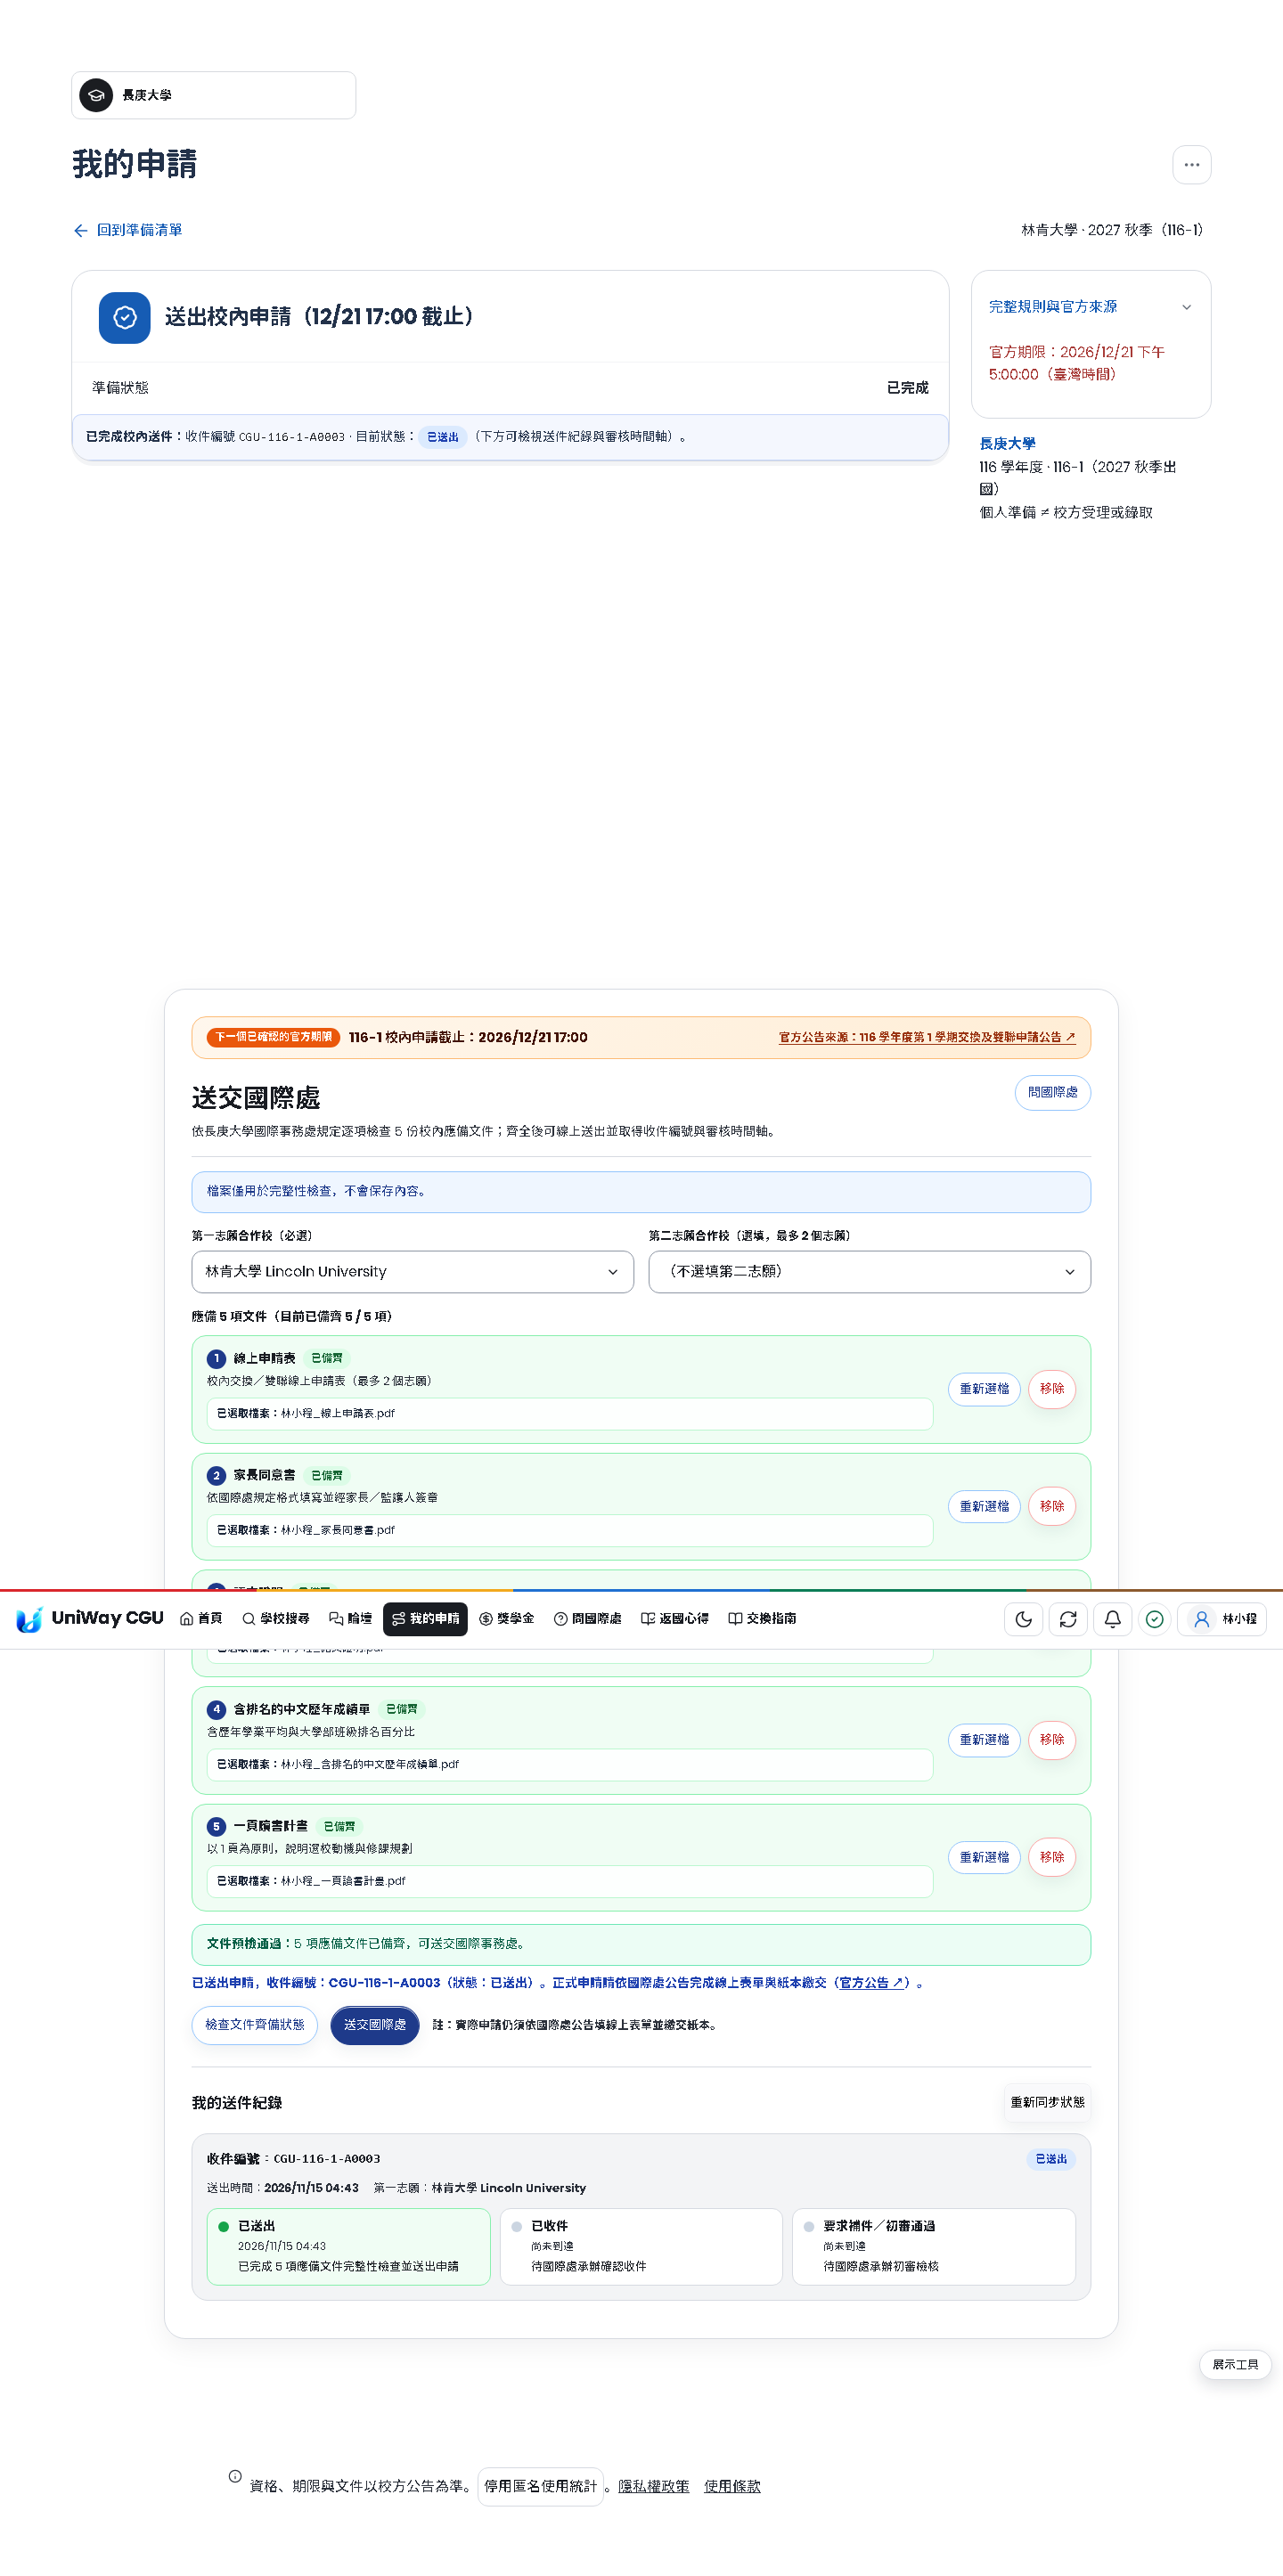 長庚大學
我的申請
回到準備清單
林肯大學 · 2027 秋季（116-1）
送出校內申請（12/21 17:00 截止）
準備狀態
已完成
已完成校內送件：收件編號 CGU-116-1-A0003 · 目前狀態： 已送出 （下方可檢視送件紀錄與審核時間軸）。
完整規則與官方來源
官方期限：2026/12/21 下午
5:00:00（臺灣時間）
長庚大學
116 學年度 · 116-1（2027 秋季出
國）
個人準備 ≠ 校方受理或錄取
下一個已確認的官方期限 116-1 校內申請截止：2026/12/21 17:00
官方公告來源：116 學年度第 1 學期交換及雙聯申請公告 ↗
送交國際處
問國際處
依長庚大學國際事務處規定逐項檢查 5 份校內應備文件；齊全後可線上送出並取得收件編號與審核時間軸。
檔案僅用於完整性檢查，不會保存內容。
第一志願合作校（必選）
第二志願合作校（選填，最多 2 個志願）
林肯大學 Lincoln University
（不選填第二志願）
應備 5 項文件（目前已備齊 5 / 5 項）
1 線上申請表 已備齊
校內交換／雙聯線上申請表（最多 2 個志願）
已選取檔案：林小程_線上申請表.pdf
重新選檔
移除
2 家長同意書 已備齊
依國際處規定格式填寫並經家長／監護人簽章
已選取檔案：林小程_家長同意書.pdf
重新選檔
移除
UniWay CGU
首頁
學校搜尋
論壇
我的申請
獎學金
問國際處
返國心得
交換指南
林小程
4 含排名的中文歷年成績單 已備齊
含歷年學業平均與大學部班級排名百分比
已選取檔案：林小程_含排名的中文歷年成績單.pdf
重新選檔
移除
5 一頁讀書計畫 已備齊
以 1 頁為原則，說明選校動機與修課規劃
已選取檔案：林小程_一頁讀書計畫.pdf
重新選檔
移除
文件預檢通過：5 項應備文件已備齊，可送交國際事務處。
已送出申請，收件編號：CGU-116-1-A0003（狀態：已送出）。正式申請請依國際處公告完成線上表單與紙本繳交（官方公告 ↗）。
檢查文件齊備狀態
送交國際處
註：實際申請仍須依國際處公告填線上表單並繳交紙本。
我的送件紀錄
重新同步狀態
收件編號：CGU-116-1-A0003
已送出
送出時間：2026/11/15 04:43 第一志願：林肯大學 Lincoln University
已送出
2026/11/15 04:43
已完成 5 項應備文件完整性檢查並送出申請
已收件
尚未到達
待國際處承辦確認收件
要求補件／初審通過
尚未到達
待國際處承辦初審檢核
展示工具
資格、期限與文件以校方公告為準。 停用匿名使用統計 。隱私權政策 使用條款